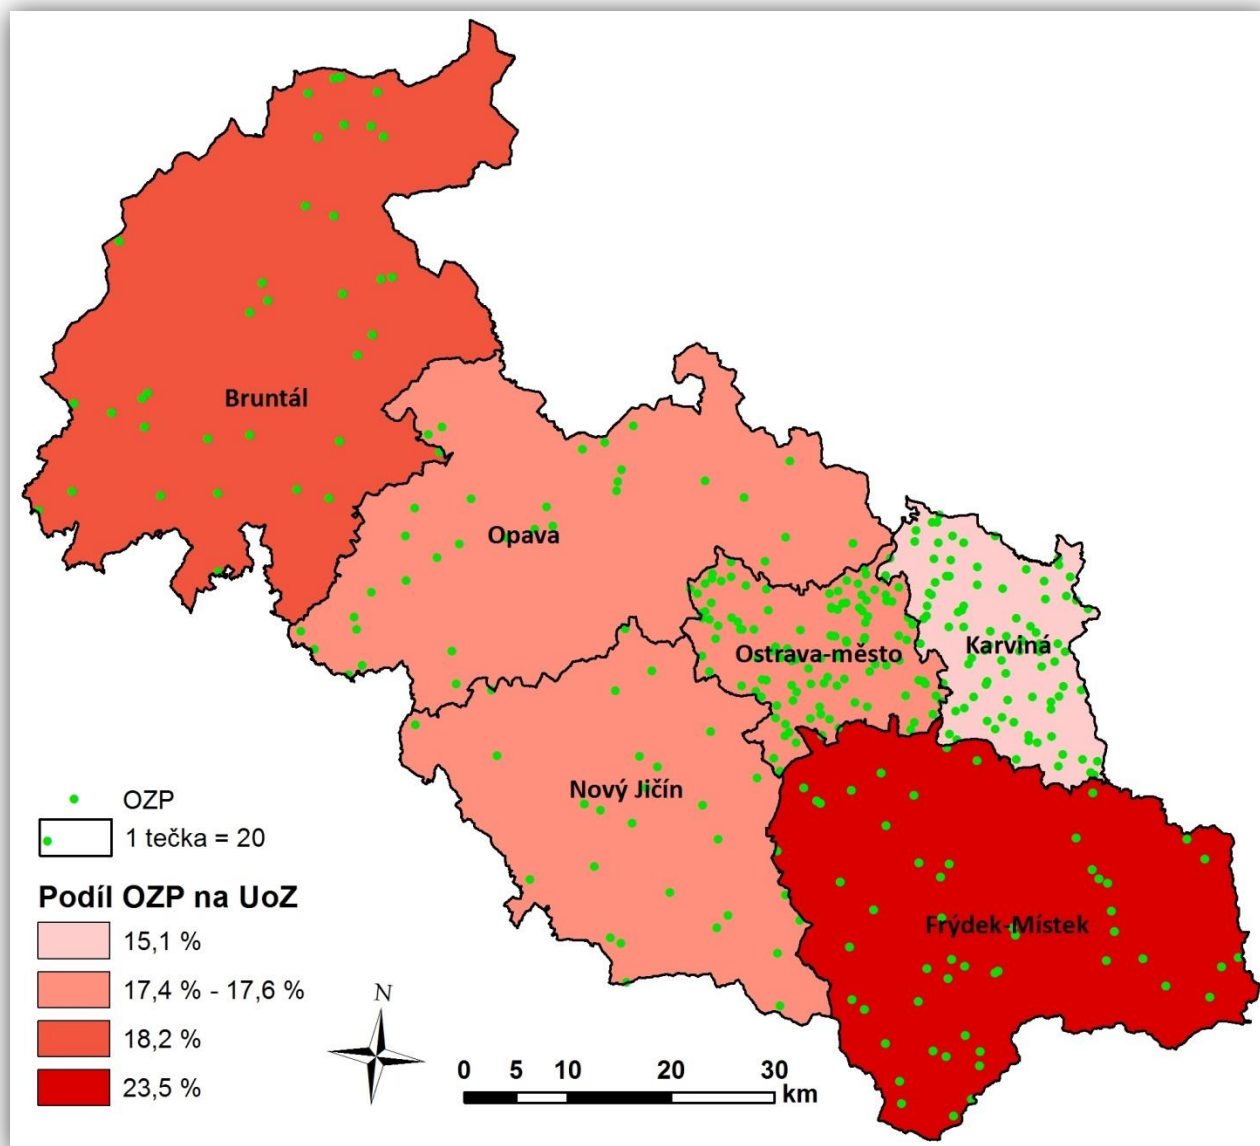 Bruntál
Opava
Ostrava-město
Karviná
Nový Jičín
Frýdek-Místek
OZP
1 tečka = 20
Podíl OZP na UoZ
15,1 %
17,4 % - 17,6 %
18,2 %
23,5 %
N
0 5 10 20 30
km